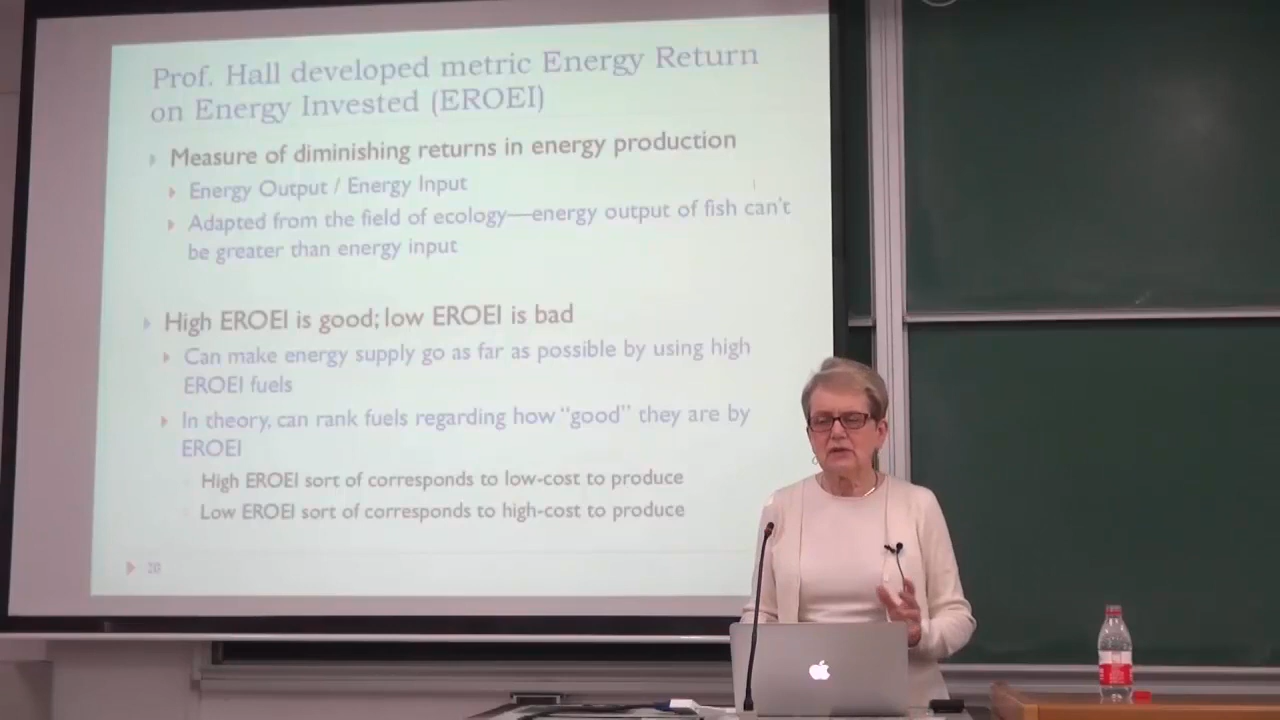 Prof. Hall developed metric Energy Return
on Energy Invested (EROEI)
Measure of diminishing returns in energy production
Energy Output / Energy Input
Adapted from the field of ecology—energy output of fish can't
be greater than energy input
High EROEI is good; low EROEI is bad
Can make energy supply go as far as possible by using high
EROEI fuels
In theory, can rank fuels regarding how “good” they are by
EROEI
High EROEI sort of corresponds to low-cost to produce
Low EROEI sort of corresponds to high-cost to produce
20